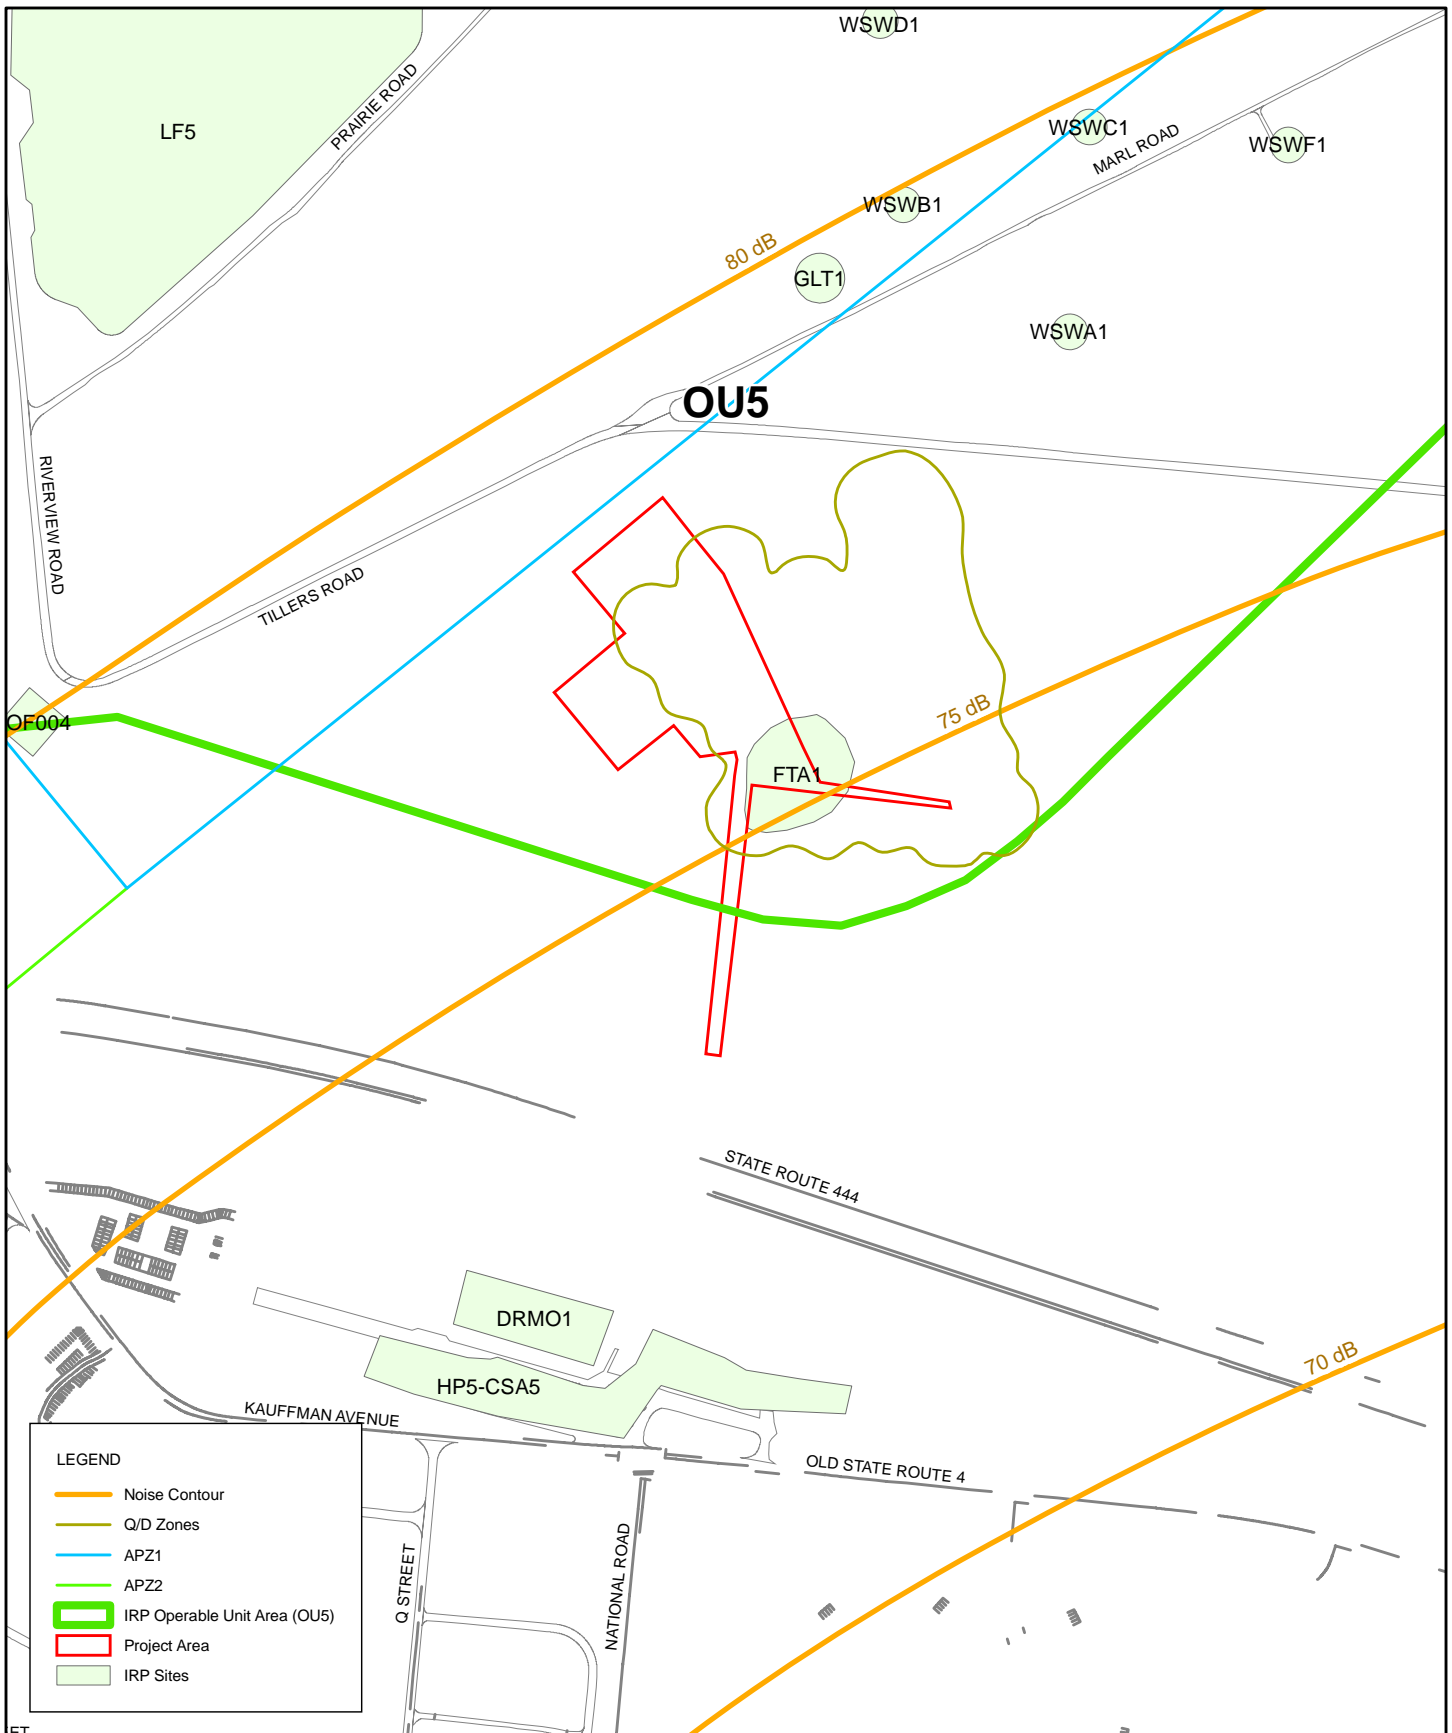 WSWD1
LF5
PRAIRIE ROAD
WSWC1
MARL ROAD
WSWF1
WSWB1
80 dB
GLT1
WSWA1
OU5
RIVERVIEW ROAD
TILLERS ROAD
75 dB
OF004
FTA1
STATE ROUTE 444
DRMO1
70 dB
HP5-CSA5
KAUFFMAN AVENUE
OLD STATE ROUTE 4
Q STREET
NATIONAL ROAD
LEGEND
Noise Contour
Q/D Zones
APZ1
APZ2
IRP Operable Unit Area (OU5)
Project Area
IRP Sites